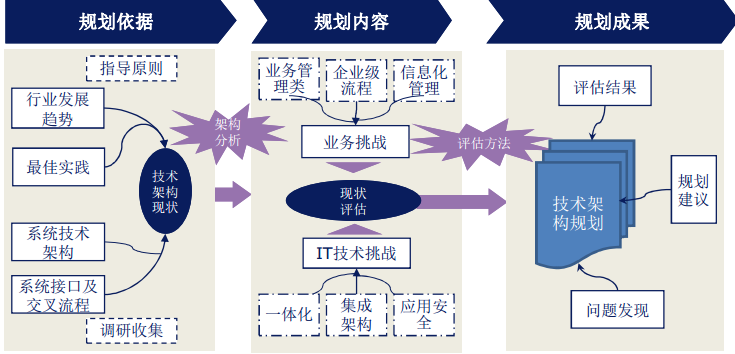 规划依据
规划内容
规划成果
指导原则
行业发展
趋势
最佳实践
技术
架构
现状
系统技术
架构
系统接口及
交叉流程
调研收集
架构
分析
业务管
理类
企业级
流程
信息化
管理
业务挑战
现状
评估
IT技术挑战
一体化
集成
架构
应用安
全
评估方法
评估结果
技术架
构规划
规划
建议
问题发现